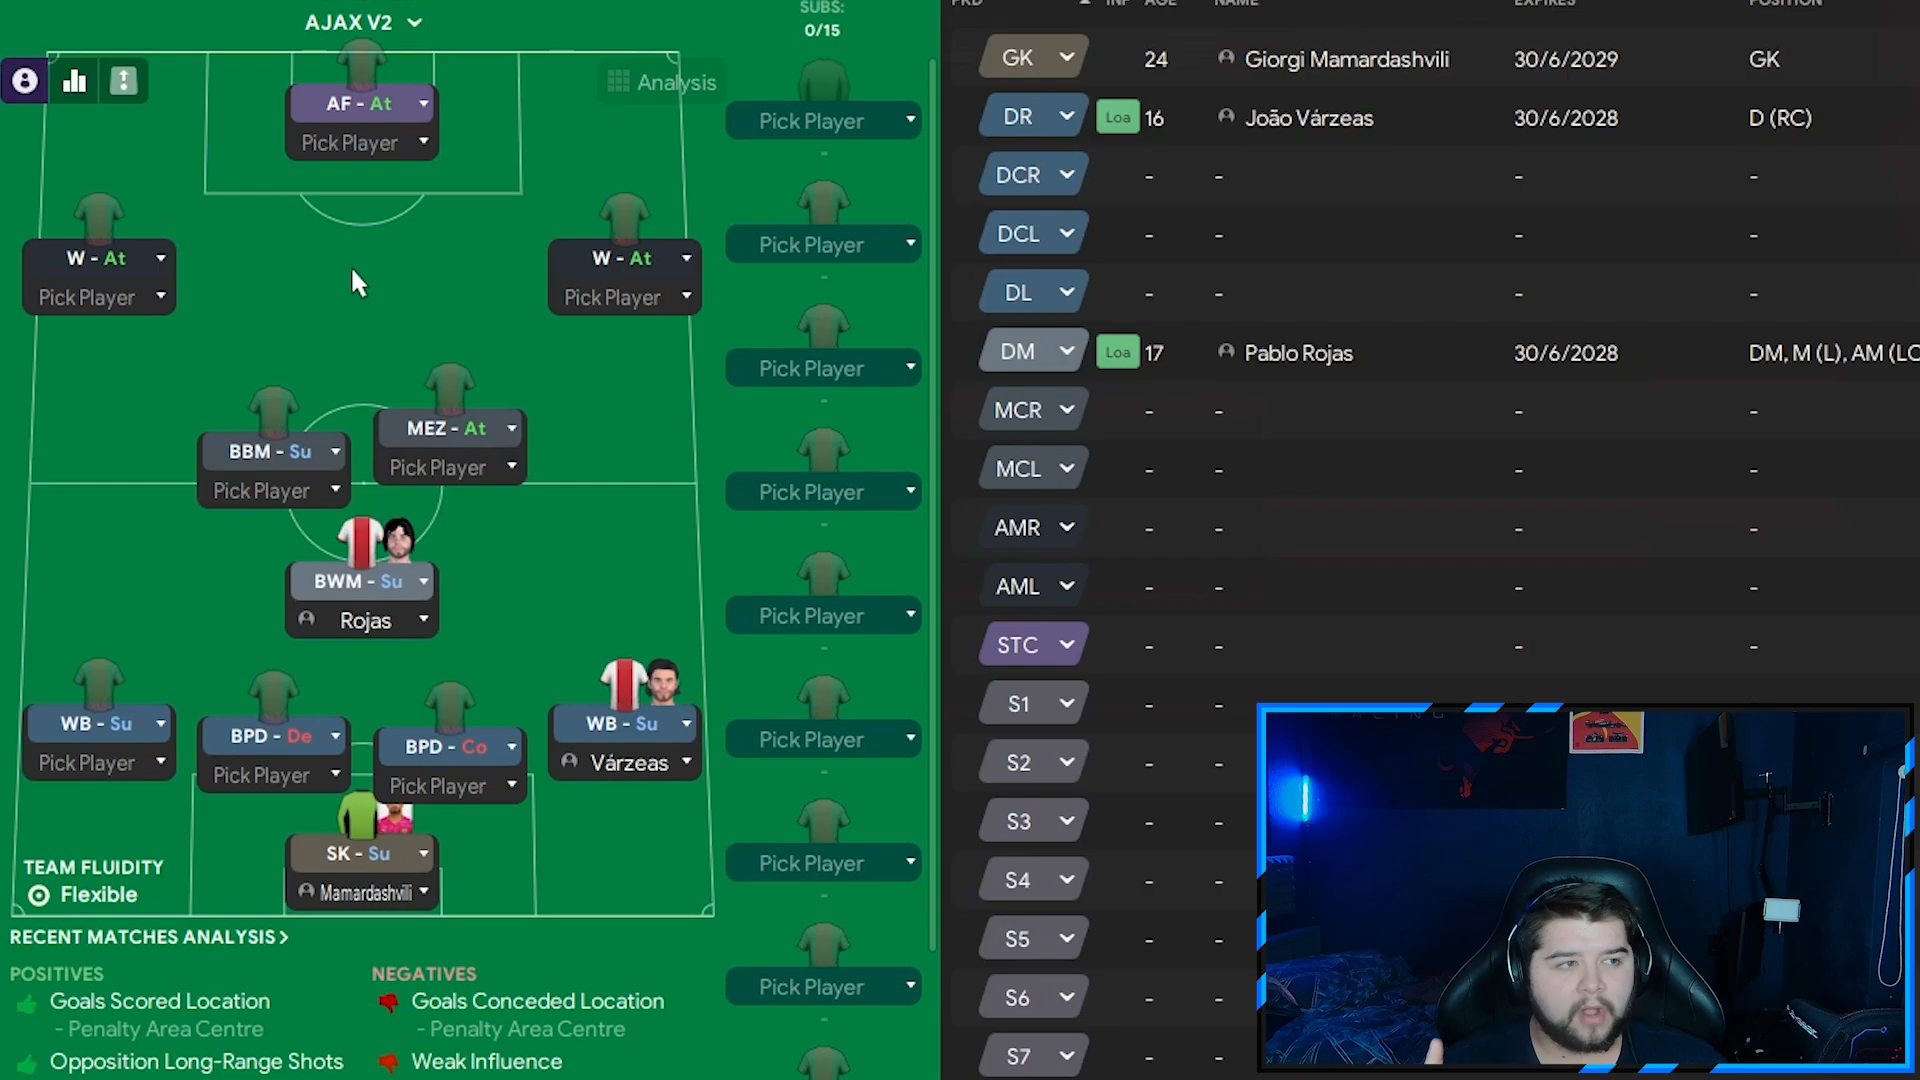 AJAX V2
SUBS:
0/15
Analysis
AF - At
Pick Player
W - At
Pick Player
W - At
Pick Player
BBM - Su
Pick Player
MEZ - At
Pick Player
BWM - Su
Rojas
WB - Su
Pick Player
BPD - De
Pick Player
BPD - Co
Pick Player
WB - Su
Várzeas
SK - Su
Mamardashvili
TEAM FLUIDITY
Flexible
RECENT MATCHES ANALYSIS >
POSITIVES
Goals Scored Location
- Penalty Area Centre
Opposition Long-Range Shots
NEGATIVES
Goals Conceded Location
- Penalty Area Centre
Weak Influence
Pick Player
-
Pick Player
-
Pick Player
-
Pick Player
-
Pick Player
-
Pick Player
-
Pick Player
-
Pick Player
-
PRD INF AGE NAME EXPIRES POSITION
GK 24 Giorgi Mamardashvili 30/6/2029 GK
DR Loa 16 João Várzeas 30/6/2028 D (RC)
DCR - - - -
DCL - - - -
DL - - - -
DM Loa 17 Pablo Rojas 30/6/2028 DM, M (L), AM (LC
MCR - - - -
MCL - - - -
AMR - - - -
AML - - - -
STC - - - -
S1 - - - -
S2 - -
S3 - -
S4 - -
S5 - -
S6 - -
S7 - -